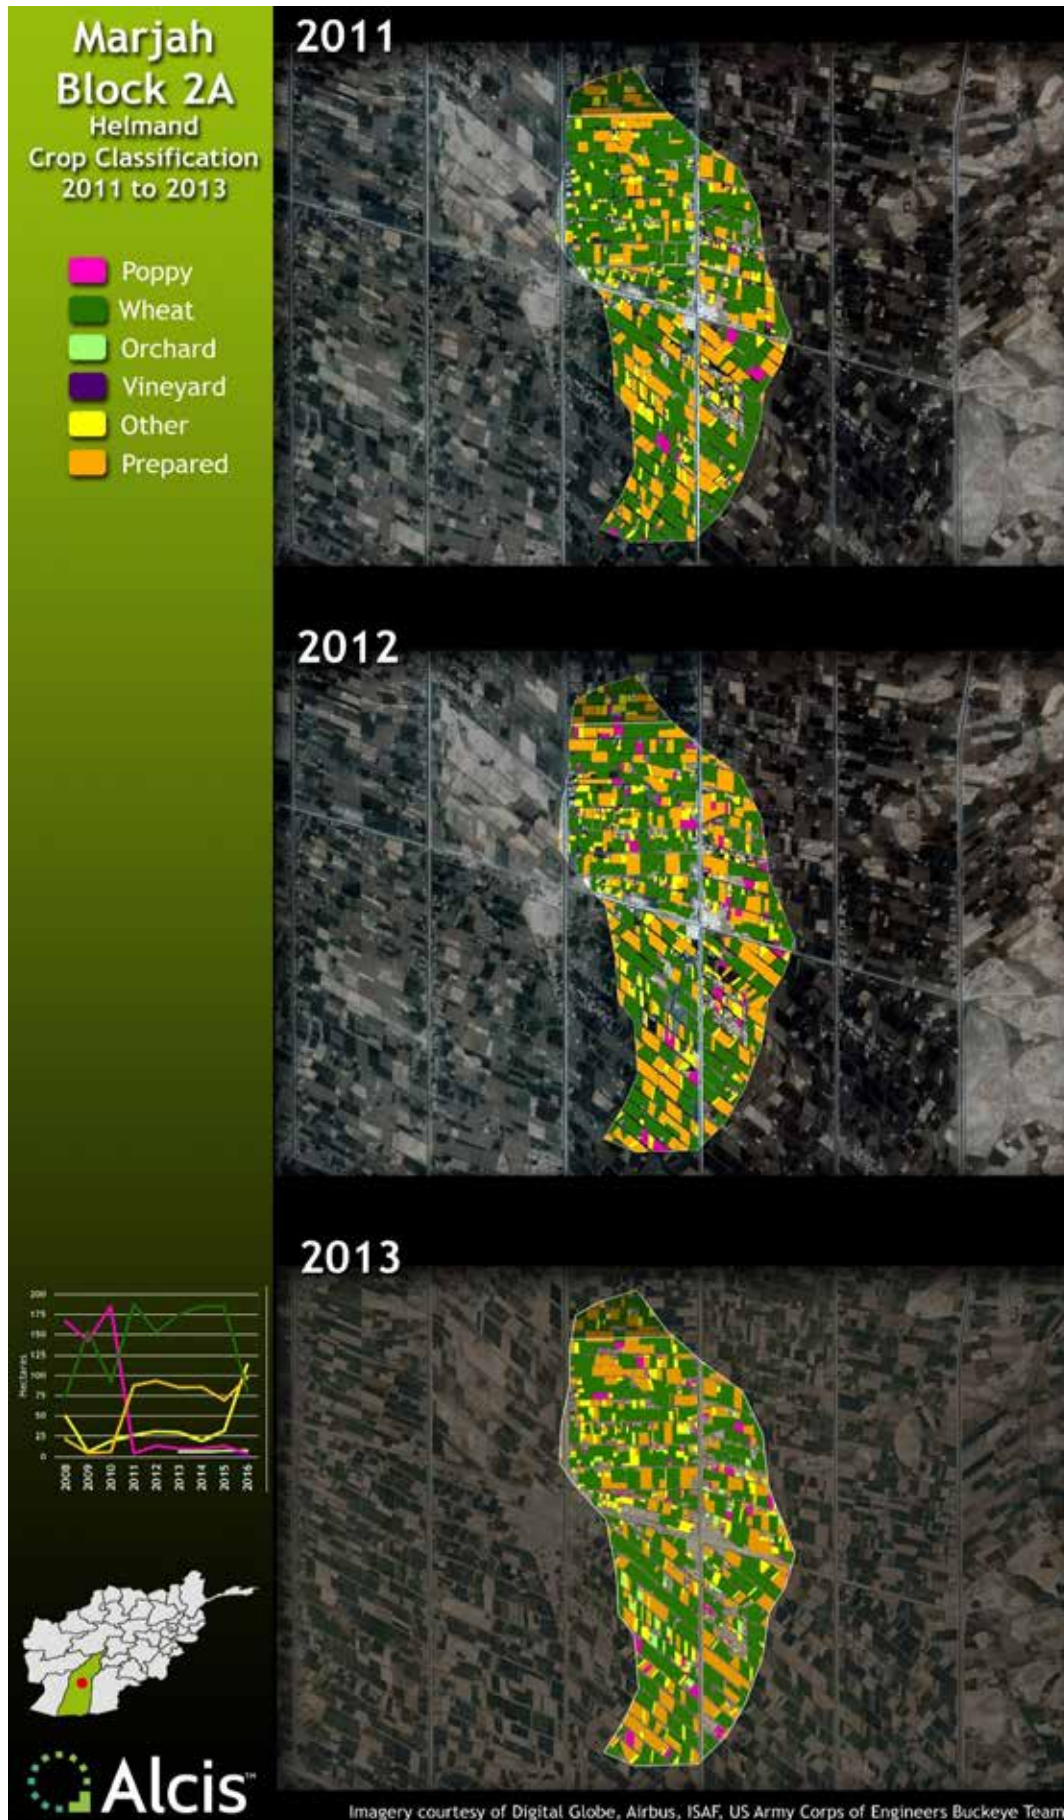 Marjah
Block 2A
Helmand
Crop Classification
2011 to 2013
Poppy
Wheat
Orchard
Vineyard
Other
Prepared
2011
2012
2013
200
175
150
125
100
75
50
25
0
Hectares
2008
2009
2010
2011
2012
2013
2014
2015
2016
Alcis™
Imagery courtesy of Digital Globe, Airbus, ISAF, US Army Corps of Engineers Buckeye Team